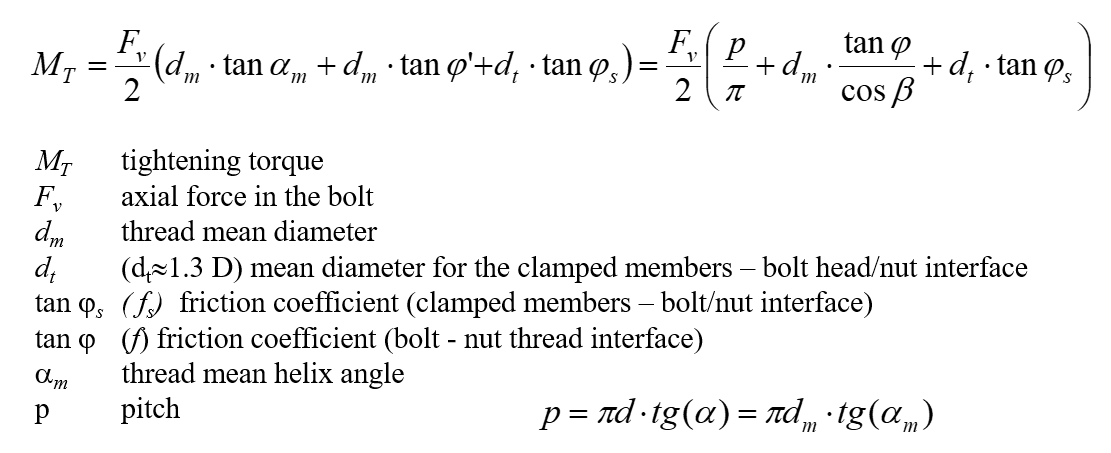 M_T = F_v/2 (d_m · tan α_m + d_m · tan φ'+d_t · tan φ_s) = F_v/2 (p/π + d_m · tan φ/cos β + d_t · tan φ_s)
M_T tightening torque
F_v axial force in the bolt
d_m thread mean diameter
d_t (d_t≈1.3 D) mean diameter for the clamped members – bolt head/nut interface
tan φ_s (f_s) friction coefficient (clamped members – bolt/nut interface)
tan φ (f) friction coefficient (bolt - nut thread interface)
α_m thread mean helix angle
p pitch p = πd · tg(α) = πd_m · tg(α_m)